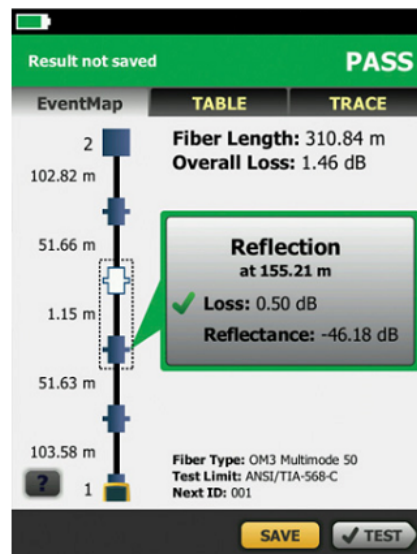 Result not saved
PASS
EventMap
TABLE
TRACE
2
Fiber Length: 310.84 m
Overall Loss: 1.46 dB
102.82 m
51.66 m
Reflection
at 155.21 m
Loss: 0.50 dB
1.15 m
Reflectance: -46.18 dB
51.63 m
103.58 m
Fiber Type: OM3 Multimode 50
Test Limit: ANSI/TIA-568-C
Next ID: 001
?
1
SAVE
TEST